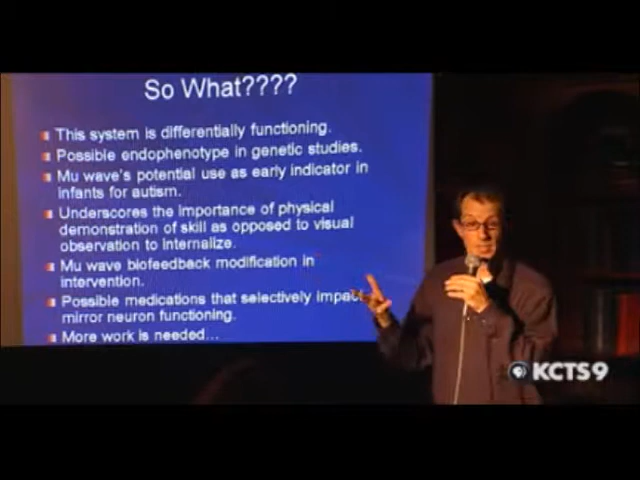 So What????
This system is differentially functioning.
Possible endophenotype in genetic studies.
Mu wave's potential use as early indicator in
infants for autism.
Underscores the importance of physical
demonstration of skill as opposed to visual
observation to internalize.
Mu wave biofeedback modification in
intervention.
Possible medications that selectively impact
mirror neuron functioning.
More work is needed...
KCTS9